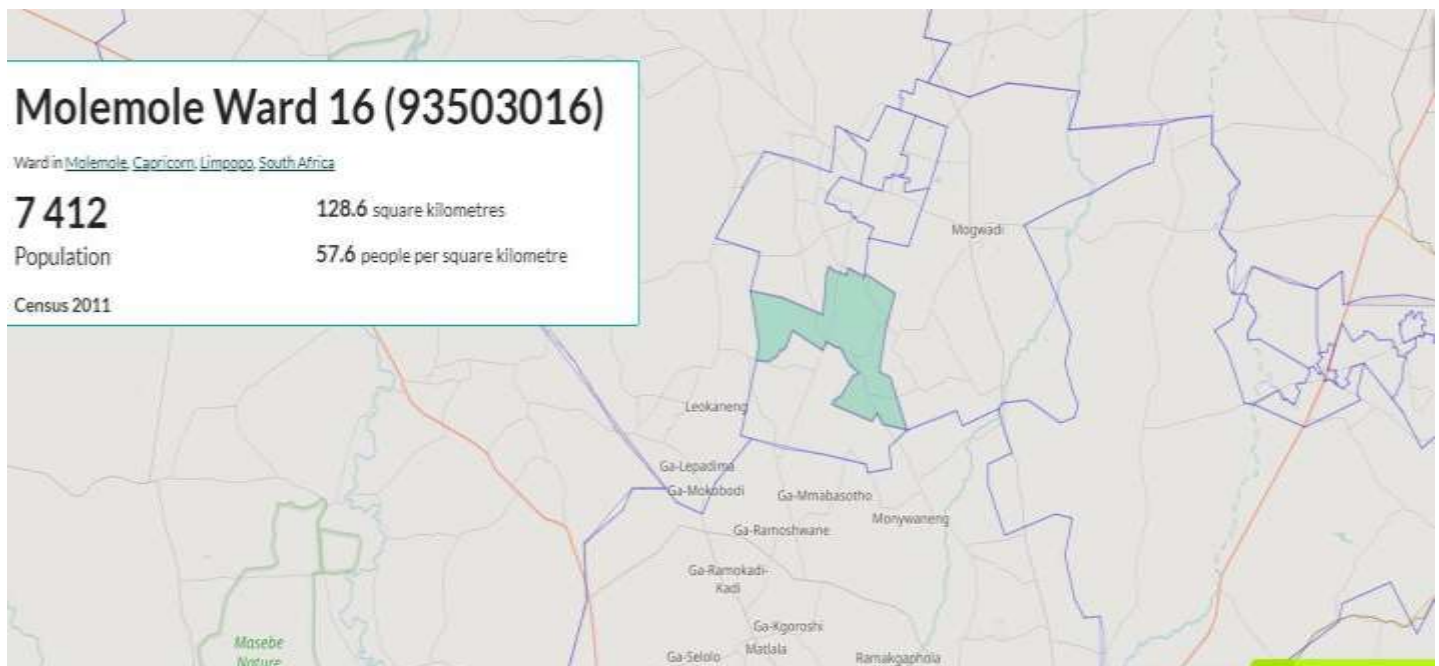 Molemole Ward 16 (93503016)
Ward in Molemole, Capricorn, Limpopo, South Africa
7 412
128.6 square kilometres
Population
57.6 people per square kilometre
Census 2011
Mogwadi
Leokaneng
Ga-Lepadima
Ga-Mokobodi
Ga-Mmabasotho
Monywaneng
Ga-Ramoshwane
Ga-Ramokadi-
Kadi
Ga-Kgoroshi
Masebe
Nature
Matlala
Ga-Selolo
Ramakgaphola